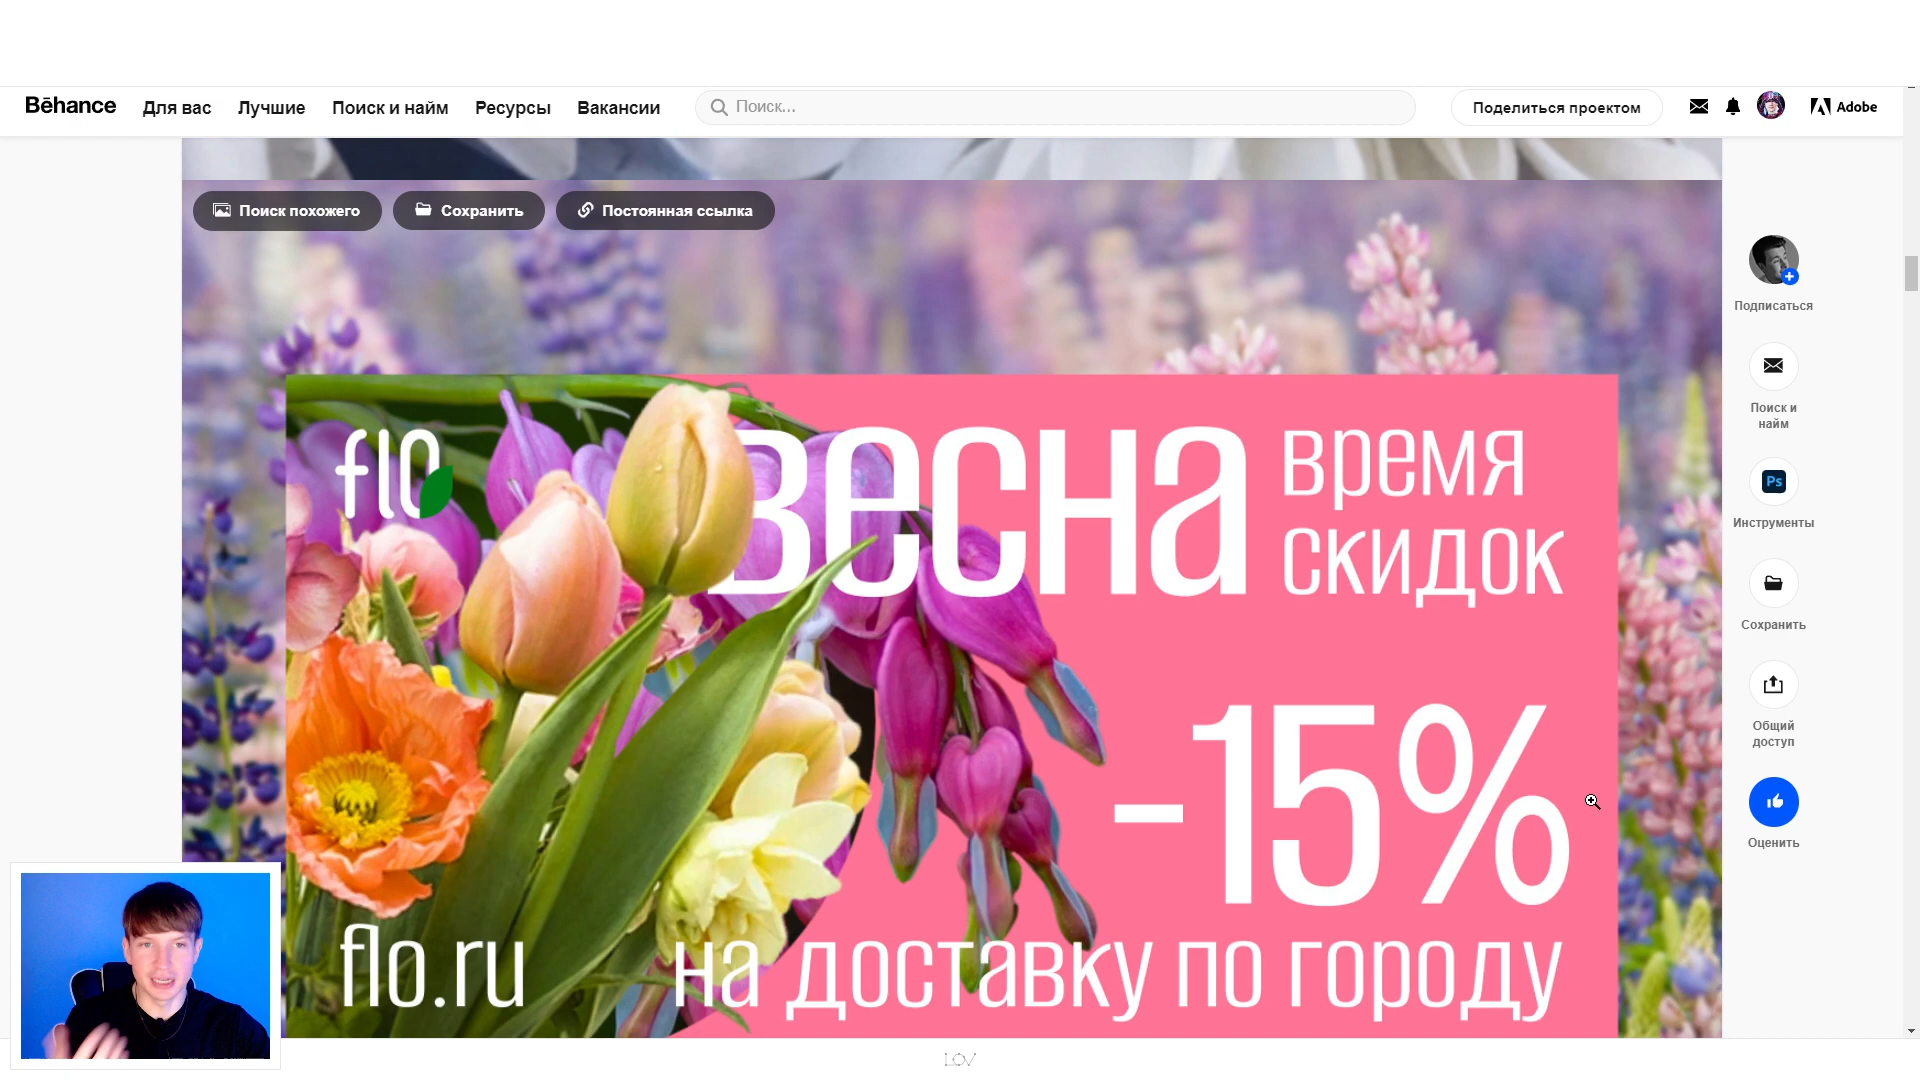 Bēhance
Для вас
Лучшие
Поиск и найм
Ресурсы
Вакансии
Поиск...
Поделиться проектом
Adobe
Поиск похожего
Сохранить
Постоянная ссылка
flo
весна
время
скидок
-15%
flo.ru
на доставку по городу
Подписаться
Поиск и
найм
Ps
Инструменты
Сохранить
Общий
доступ
Оценить
LOV